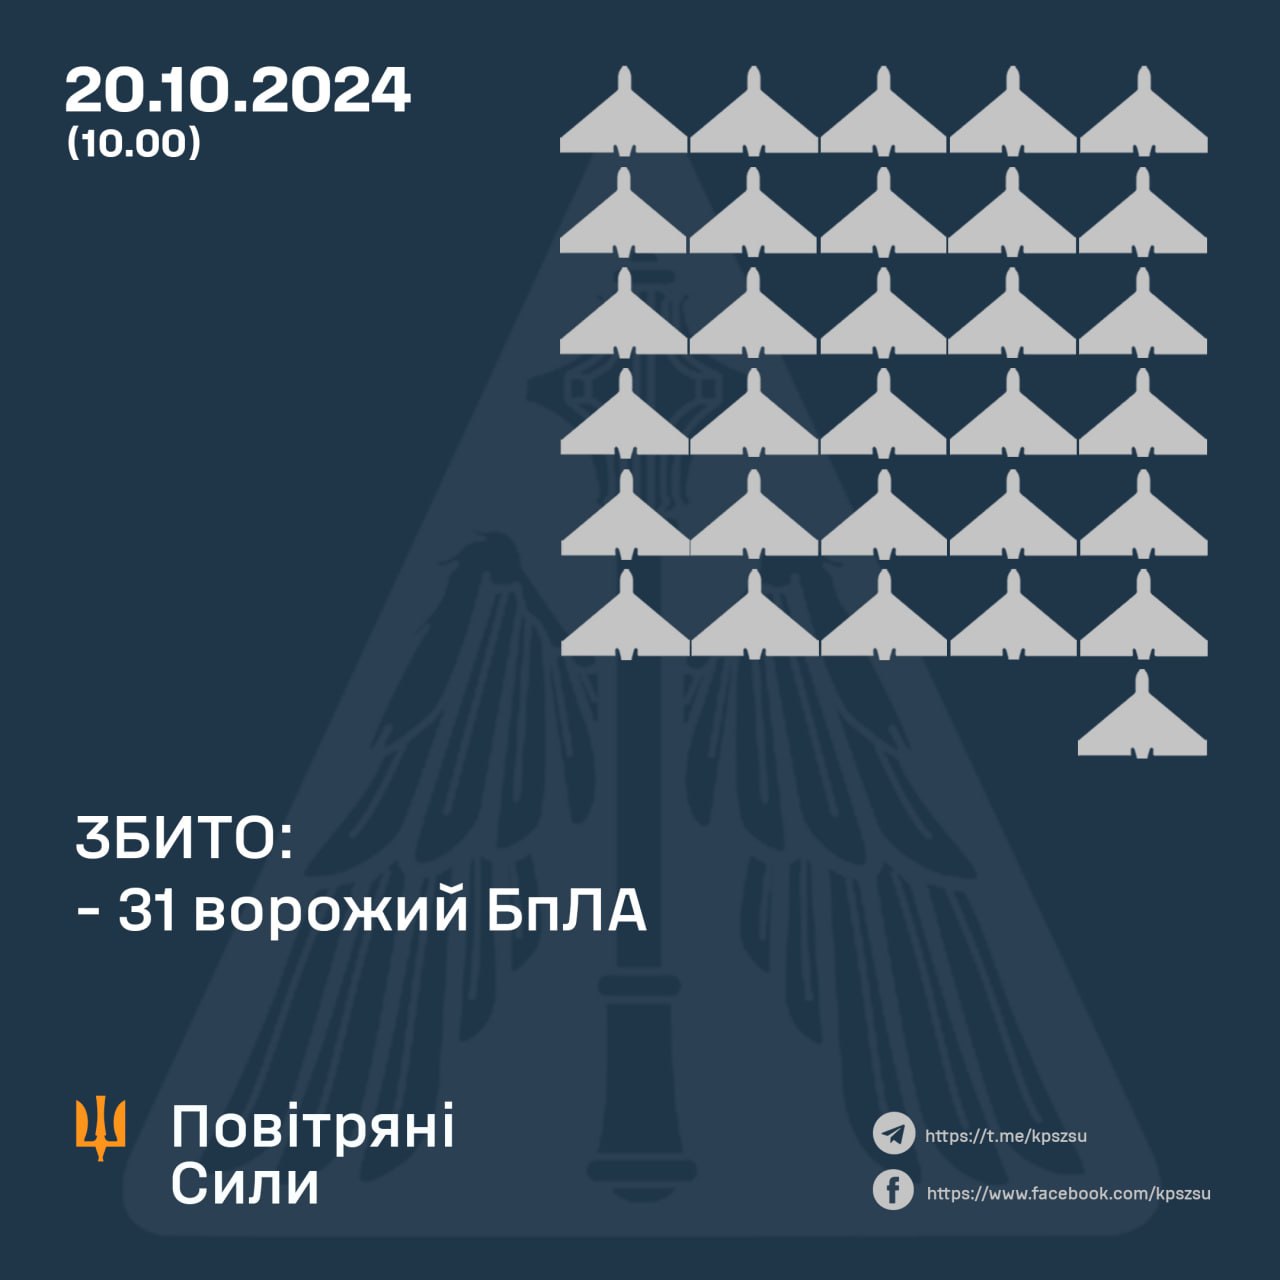 20.10.2024
(10.00)
ЗБИТО:
- 31 ворожий БпЛА
Повітряні
Сили
https://t.me/kpszsu
https://www.facebook.com/kpszsu